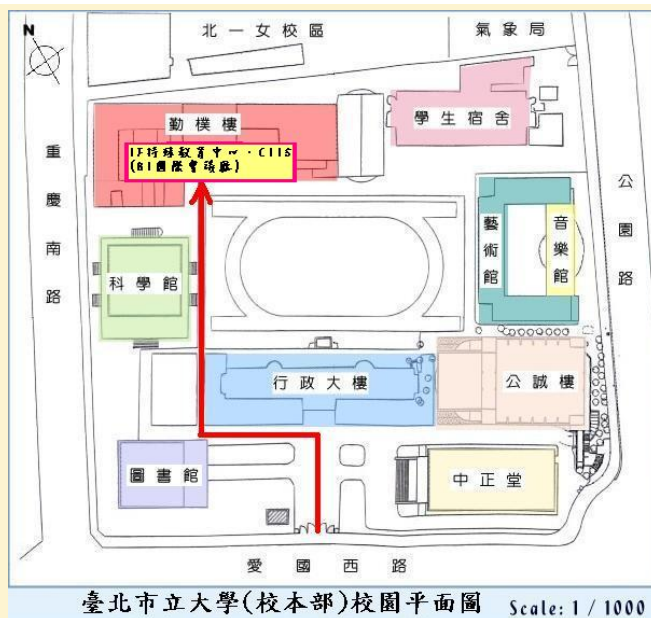 N
北一女校區
氣象局
勤樸樓
1F特殊教育中心．C115
(B1國際會議廳)
學生宿舍
重慶南路
公園路
藝術館
音樂館
科學館
行政大樓
公誠樓
圖書館
中正堂
愛國西路
臺北市立大學(校本部)校園平面圖 Scale: 1 / 1000